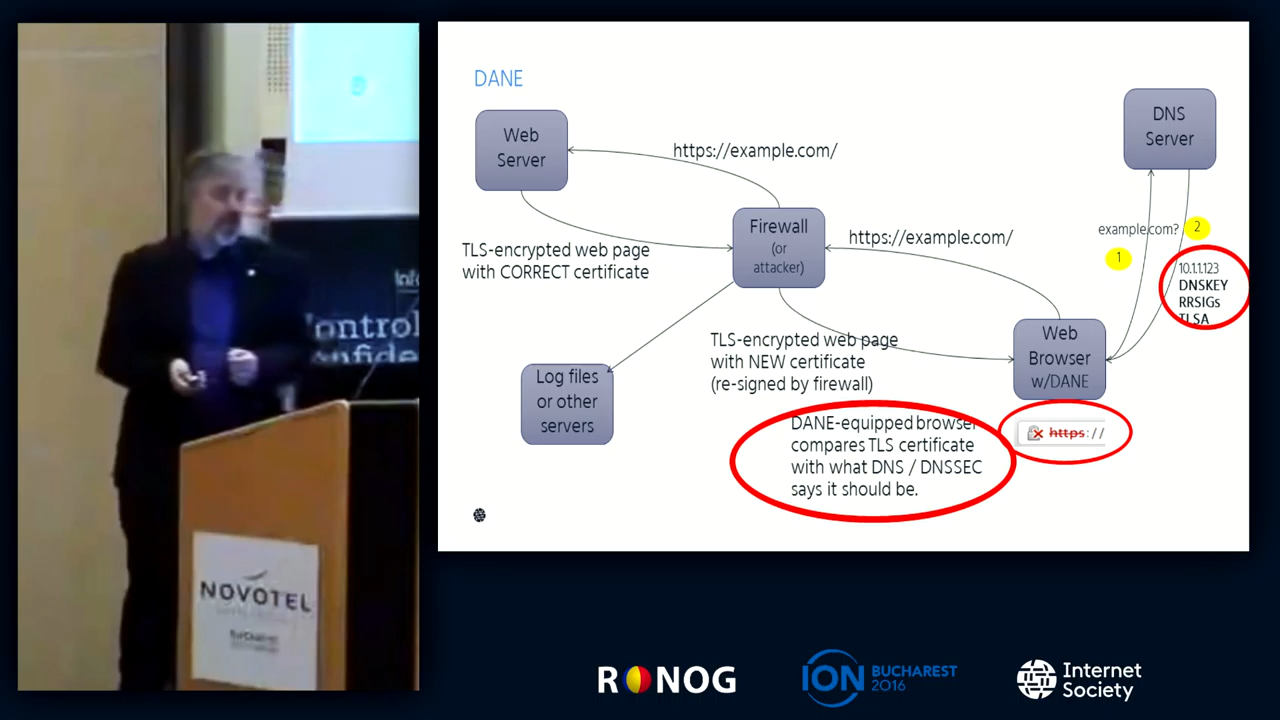 DANE
Web
Server
https://example.com/
DNS
Server
Firewall
(or
attacker)
https://example.com/
example.com?
2
1
TLS-encrypted web page
with CORRECT certificate
10.1.1.123
DNSKEY
RRSIGs
TLSA
TLS-encrypted web page
with NEW certificate
(re-signed by firewall)
Web
Browser
w/DANE
Log files
or other
servers
https://
DANE-equipped browser
compares TLS certificate
with what DNS / DNSSEC
says it should be.
ontrol
onfide
NOVOTEL
BUCHAREST
RONOG
ION BUCHAREST
2016
Internet
Society